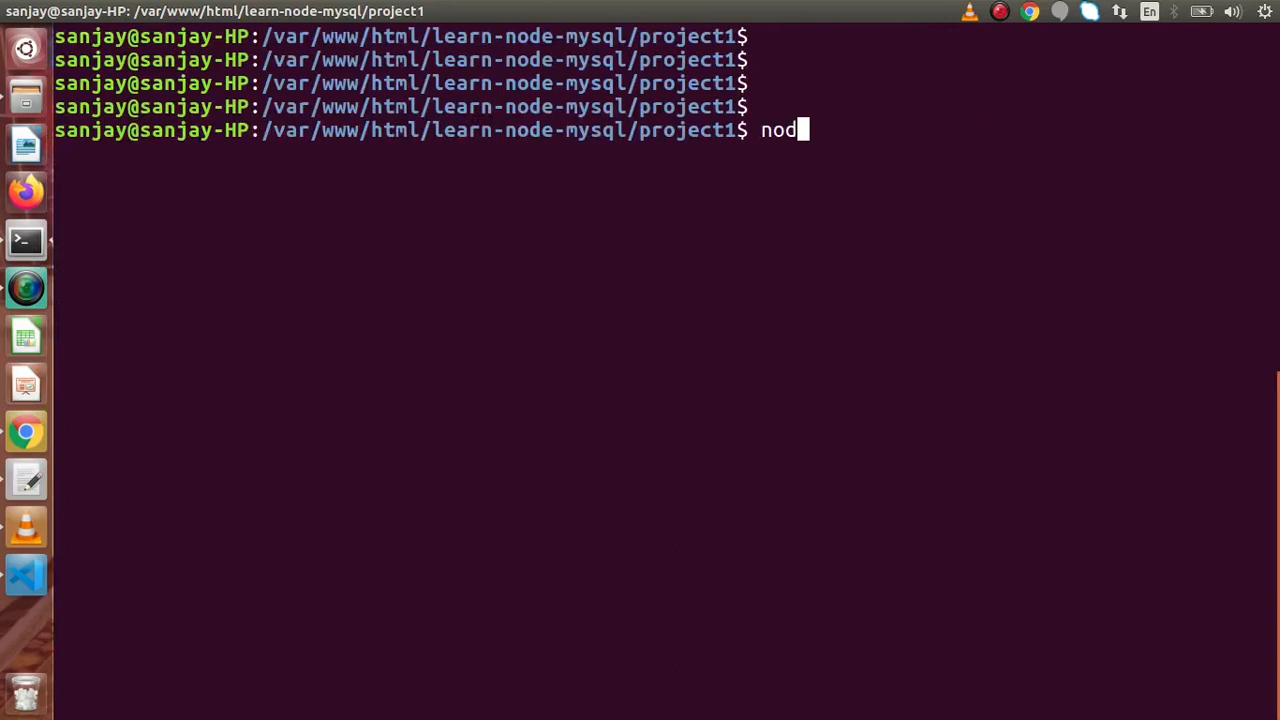 sanjay@sanjay-HP: /var/www/html/learn-node-mysql/project1
En
sanjay@sanjay-HP:/var/www/html/learn-node-mysql/project1$
sanjay@sanjay-HP:/var/www/html/learn-node-mysql/project1$
sanjay@sanjay-HP:/var/www/html/learn-node-mysql/project1$
sanjay@sanjay-HP:/var/www/html/learn-node-mysql/project1$
sanjay@sanjay-HP:/var/www/html/learn-node-mysql/project1$ nod